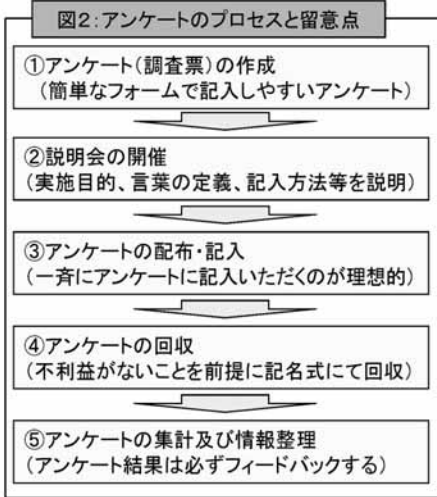 図2:アンケートのプロセスと留意点
①アンケート(調査票)の作成
(簡単なフォームで記入しやすいアンケート)
②説明会の開催
(実施目的、言葉の定義、記入方法等を説明)
③アンケートの配布・記入
(一斉にアンケートに記入いただくのが理想的)
④アンケートの回収
(不利益がないことを前提に記名式にて回収)
⑤アンケートの集計及び情報整理
(アンケート結果は必ずフィードバックする)